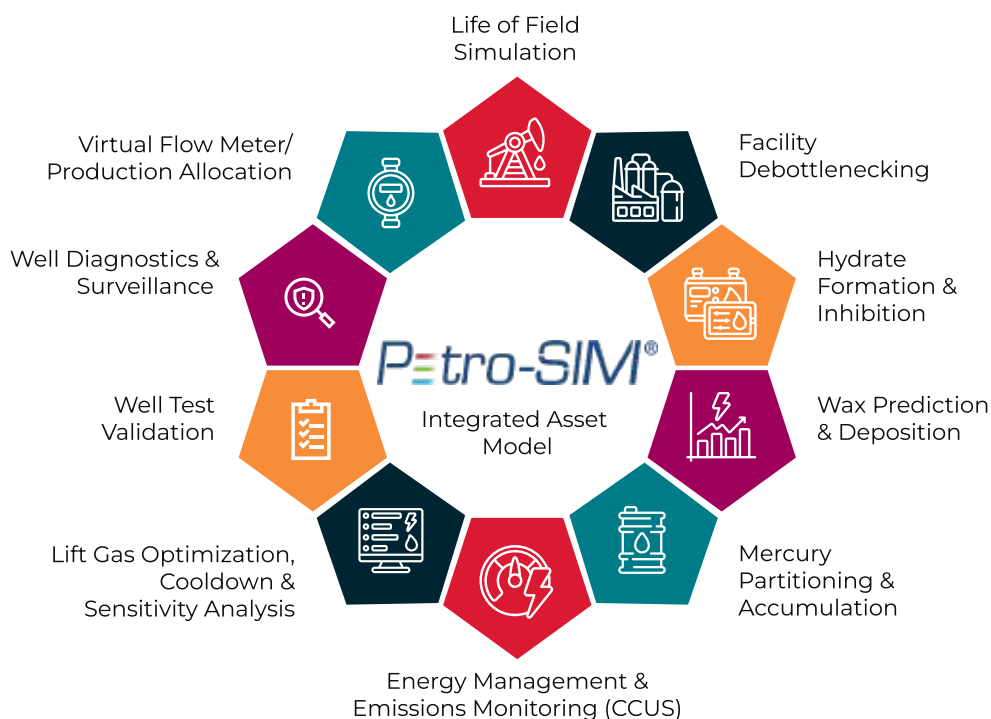 Life of Field
Simulation
Virtual Flow Meter/
Production Allocation
Facility
Debottlenecking
Well Diagnostics &
Surveillance
Hydrate
Formation &
Inhibition
Petro-SIM®
Integrated Asset
Model
Well Test
Validation
Wax Prediction
& Deposition
Lift Gas Optimization,
Cooldown &
Sensitivity Analysis
Mercury
Partitioning &
Accumulation
Energy Management &
Emissions Monitoring (CCUS)